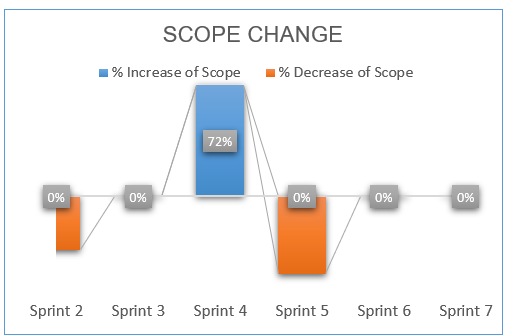 SCOPE CHANGE
% Increase of Scope % Decrease of Scope
72%
0% 0% 0% 0% 0%
Sprint 2 Sprint 3 Sprint 4 Sprint 5 Sprint 6 Sprint 7